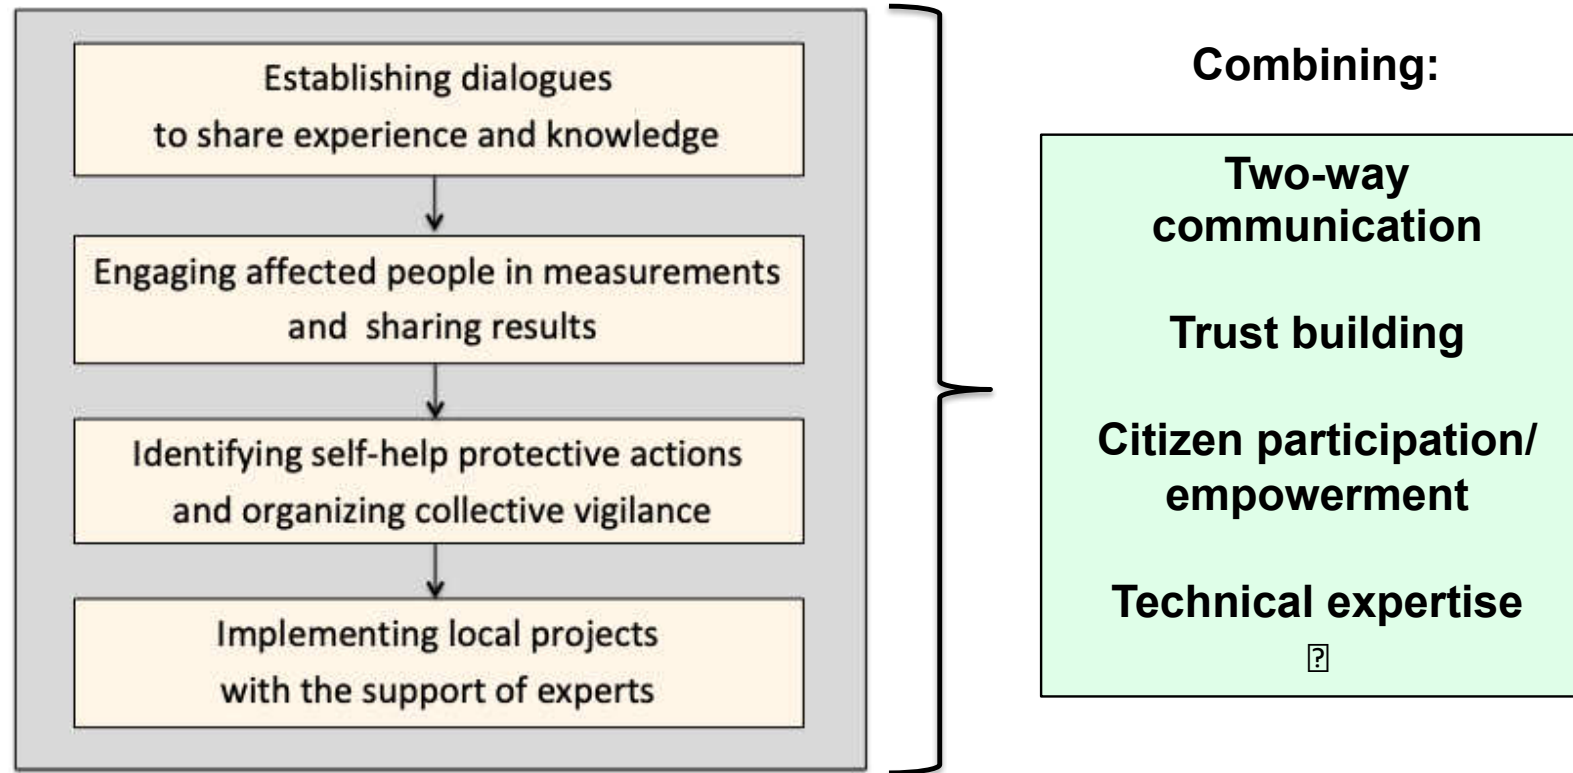 Establishing dialogues
to share experience and knowledge
Engaging affected people in measurements
and sharing results
Identifying self-help protective actions
and organizing collective vigilance
Implementing local projects
with the support of experts
Combining:
Two-way
communication
Trust building
Citizen participation/
empowerment
Technical expertise